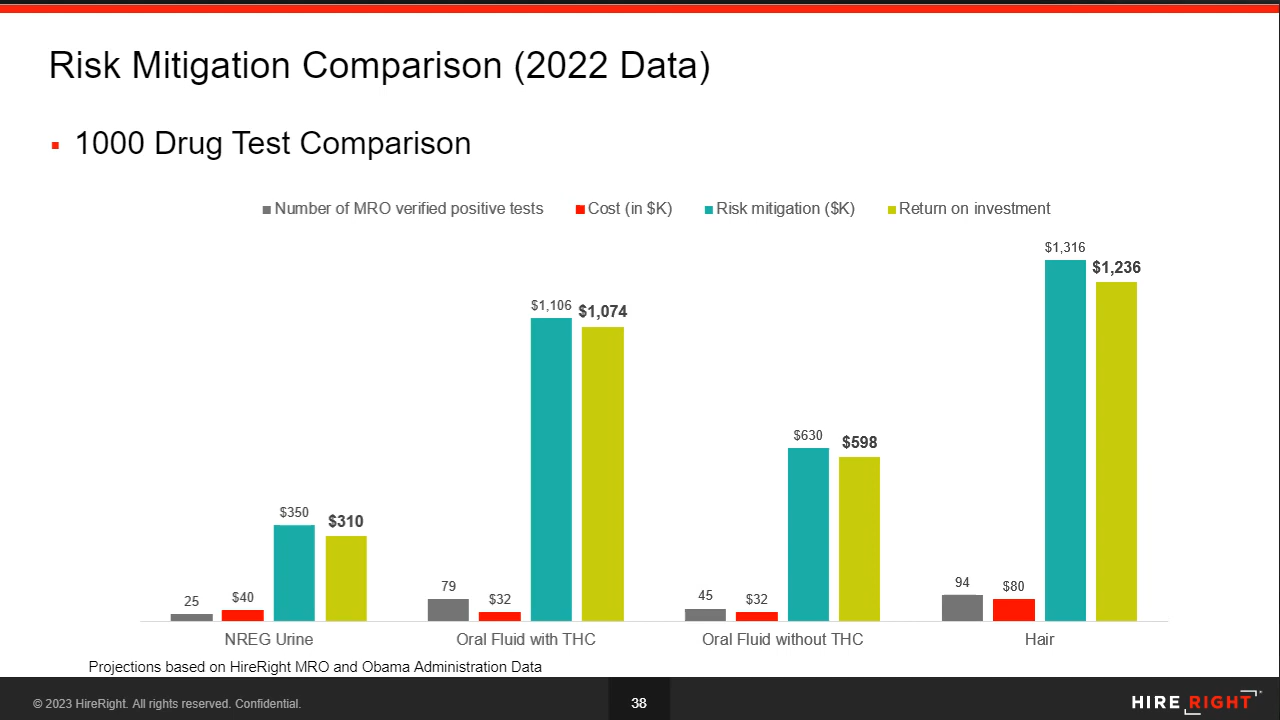 Risk Mitigation Comparison (2022 Data)
▪ 1000 Drug Test Comparison
Number of MRO verified positive tests Cost (in $K) Risk mitigation ($K) Return on investment
25 $40 $350 $310
79 $32 $1,106 $1,074
45 $32 $630 $598
94 $80 $1,316 $1,236
NREG Urine Oral Fluid with THC Oral Fluid without THC Hair
Projections based on HireRight MRO and Obama Administration Data
© 2023 HireRight. All rights reserved. Confidential. 38 HIRE RIGHT